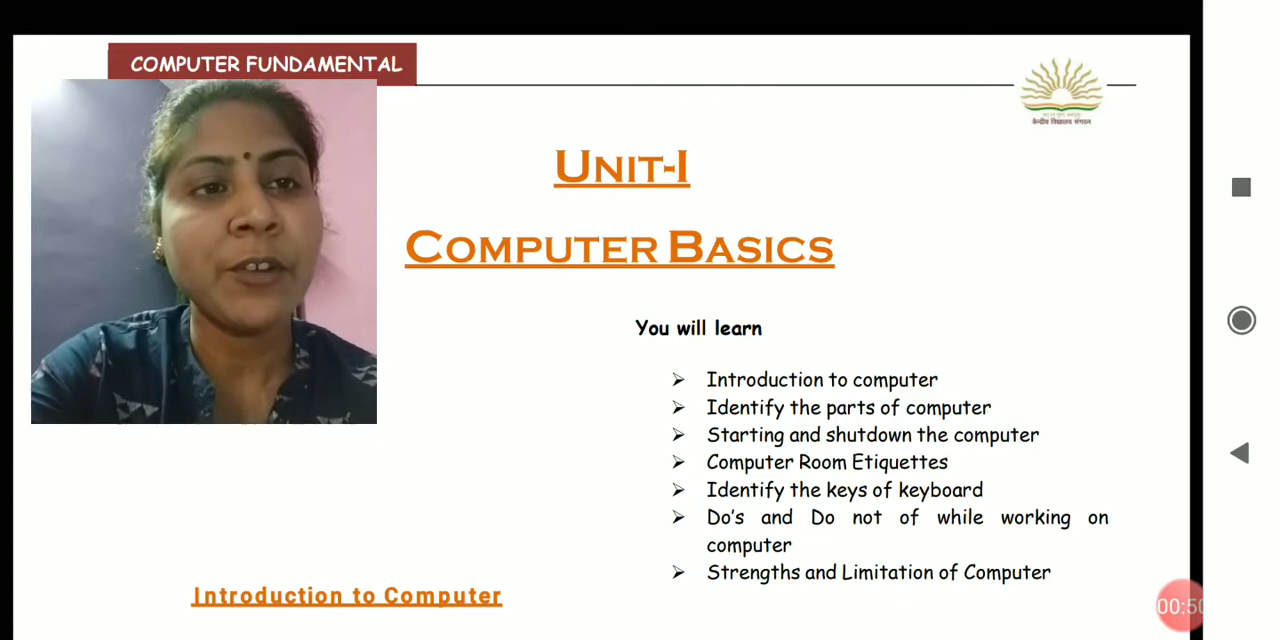 COMPUTER FUNDAMENTAL
केन्द्रीय विद्यालय संगठन
UNIT-I
COMPUTER BASICS
You will learn
Introduction to computer
Identify the parts of computer
Starting and shutdown the computer
Computer Room Etiquettes
Identify the keys of keyboard
Do's and Do not of while working on
computer
Strengths and Limitation of Computer
Introduction to Computer
00:50